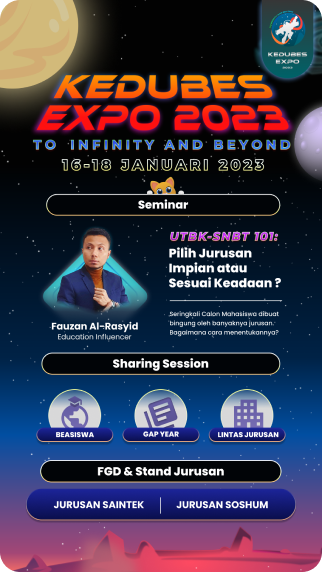 KEDUBES
EXPO
KEDUBES
EXPO 2023
TO INFINITY AND BEYOND
16-18 JANUARI 2023
Seminar
UTBK-SNBT 101:
Pilih Jurusan
Impian atau
Sesuai Keadaan ?
Seringkali Calon Mahasiswa dibuat
bingung oleh banyaknya jurusan.
Bagaimana cara menentukannya?
Fauzan Al-Rasyid
Education Influencer
Sharing Session
BEASISWA
GAP YEAR
LINTAS JURUSAN
FGD & Stand Jurusan
JURUSAN SAINTEK
JURUSAN SOSHUM